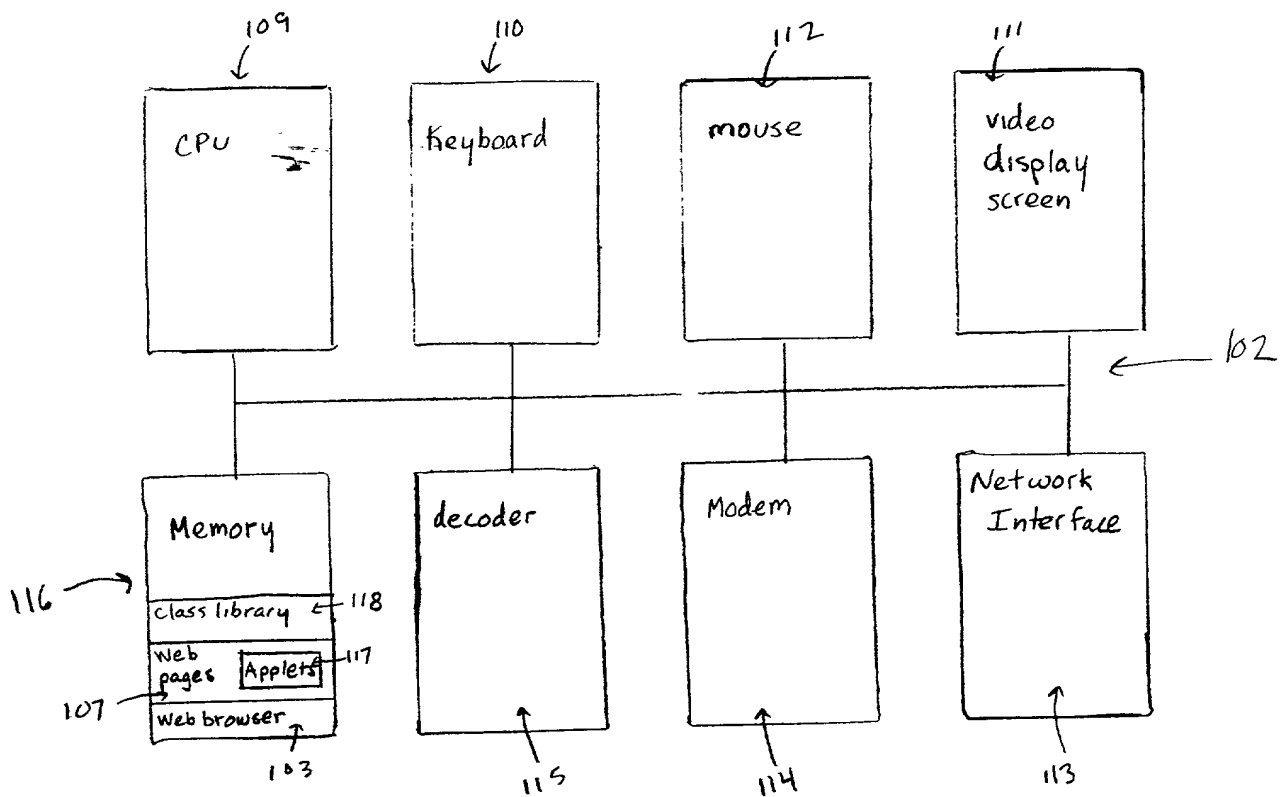 109
110
112
111
CPU
Keyboard
mouse
video
display
screen
102
Memory
decoder
Modem
Network
Interface
116
class library
118
Web
pages
Applets
117
107
Web browser
103
115
114
113